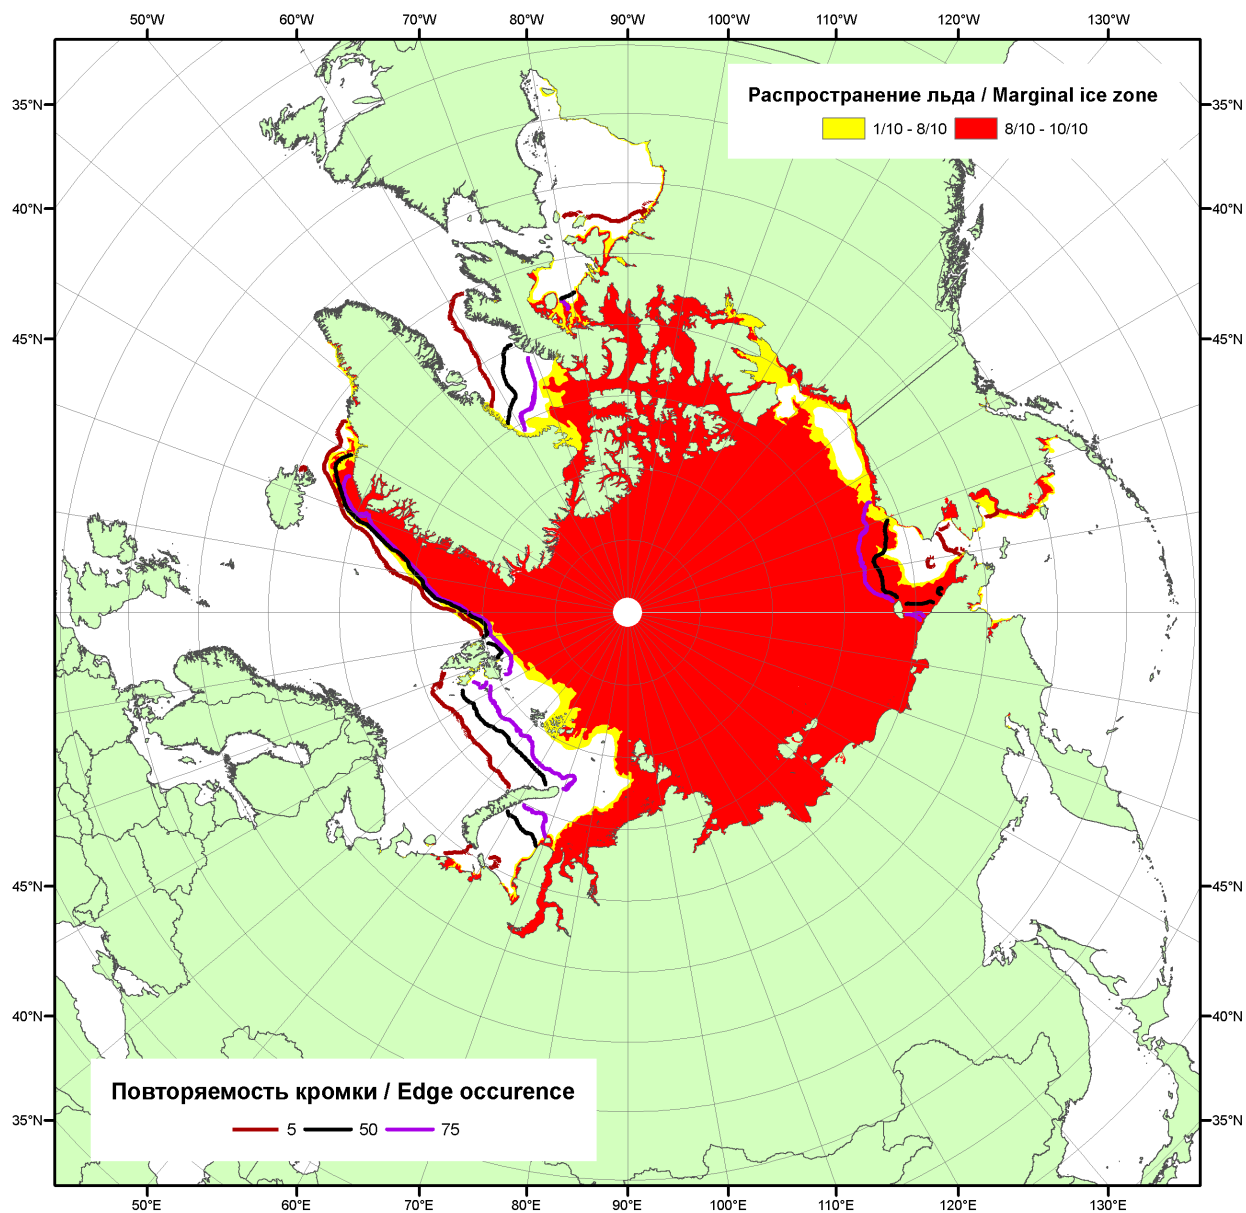 50°W 60°W 70°W 80°W 90°W 100°W 110°W 120°W 130°W
Распространение льда / Marginal ice zone
1/10 - 8/10 8/10 - 10/10
35°N 35°N
40°N 40°N
45°N 45°N
45°N 45°N
40°N 40°N
Повторяемость кромки / Edge occurence
35°N 35°N
5 50 75
50°E 60°E 70°E 80°E 90°E 100°E 110°E 120°E 130°E